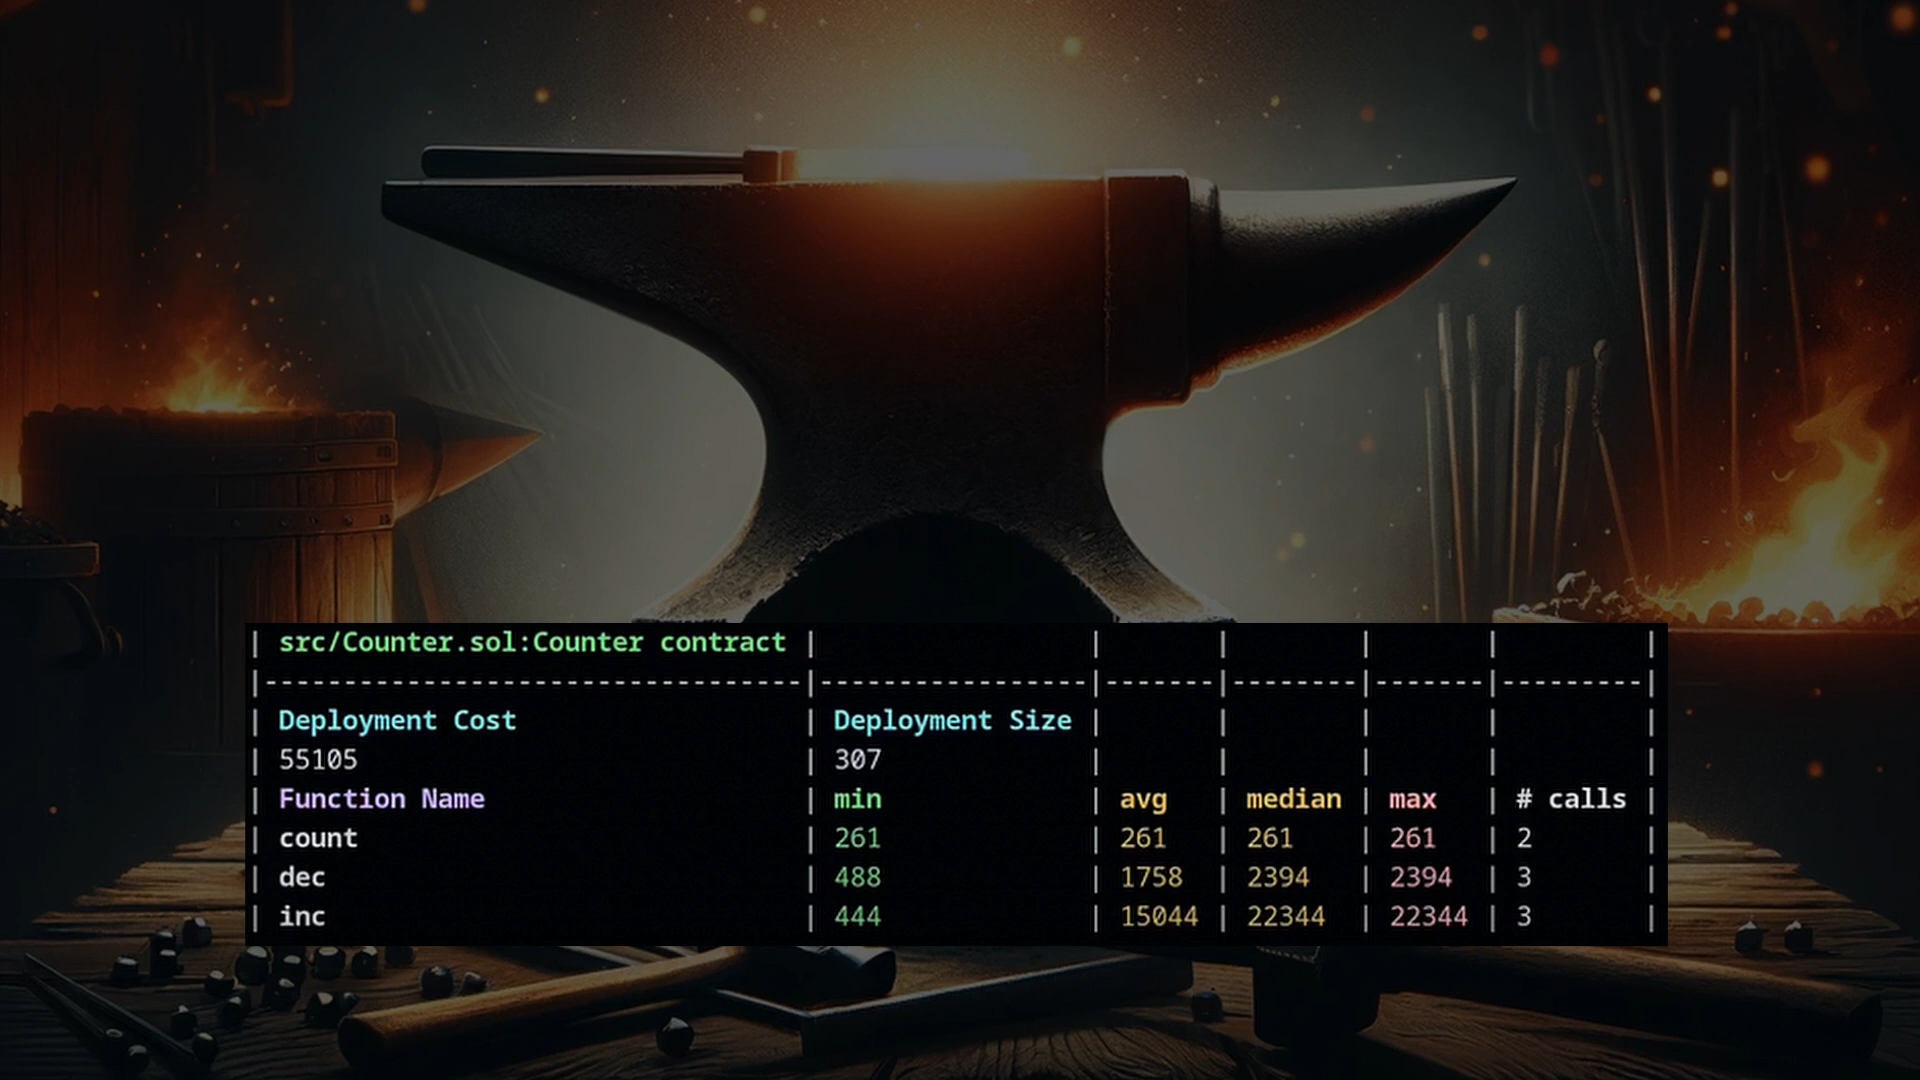 | src/Counter.sol:Counter contract | | | | | |
|----------------------------------|-----------------|-------|--------|-------|---------|
| Deployment Cost | Deployment Size | | | | |
| 55105 | 307 | | | | |
| Function Name | min | avg | median | max | # calls |
| count | 261 | 261 | 261 | 261 | 2 |
| dec | 488 | 1758 | 2394 | 2394 | 3 |
| inc | 444 | 15044 | 22344 | 22344 | 3 |